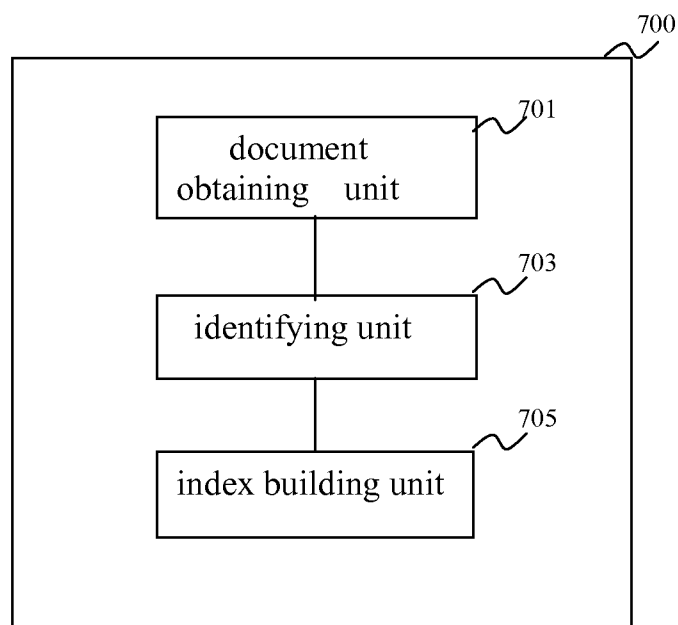 700
701
document
obtaining unit
703
identifying unit
705
index building unit